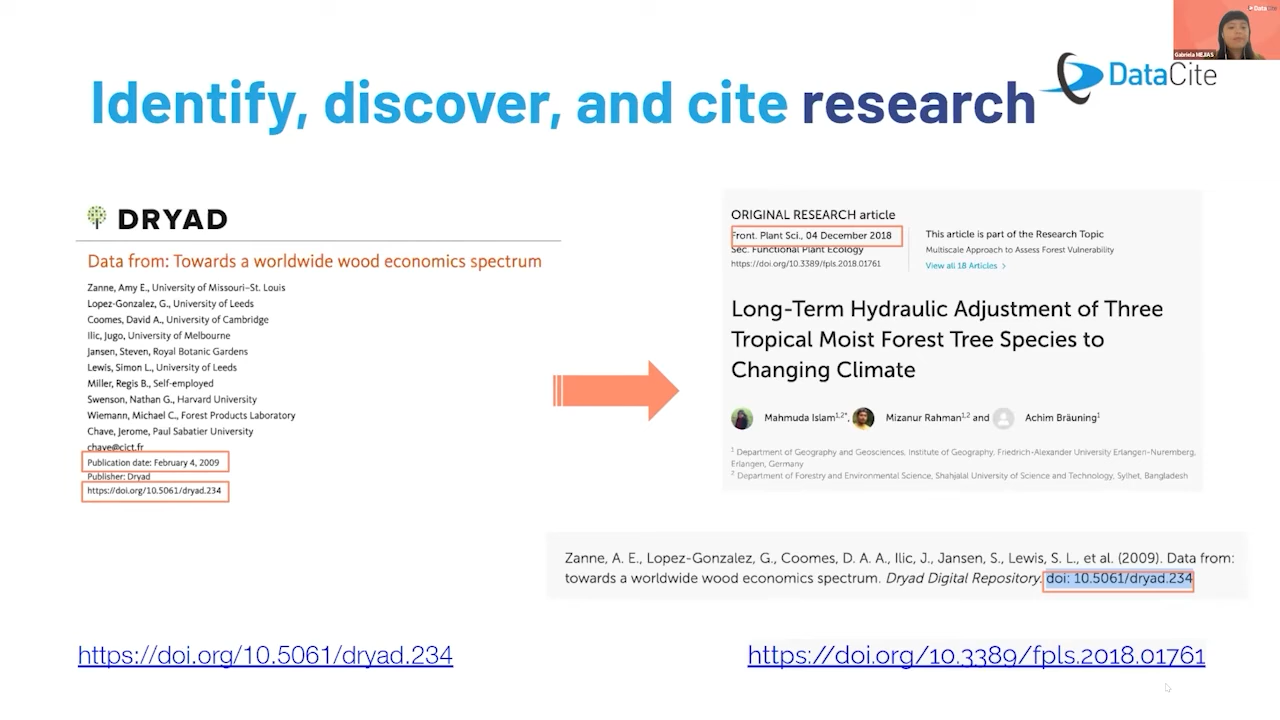 DataCite
Gabriela MEJIAS
DataCite
Identify, discover, and cite research
DRYAD
Data from: Towards a worldwide wood economics spectrum
Zanne, Amy E., University of Missouri–St. Louis
Lopez-Gonzalez, G., University of Leeds
Coomes, David A., University of Cambridge
Ilic, Jugo, University of Melbourne
Jansen, Steven, Royal Botanic Gardens
Lewis, Simon L., University of Leeds
Miller, Regis B., Self-employed
Swenson, Nathan G., Harvard University
Wiemann, Michael C., Forest Products Laboratory
Chave, Jerome, Paul Sabatier University
chave@cict.fr
Publication date: February 4, 2009
Publisher: Dryad
https://doi.org/10.5061/dryad.234
ORIGINAL RESEARCH article
Front. Plant Sci., 04 December 2018
Sec. Functional Plant Ecology
https://doi.org/10.3389/fpls.2018.01761
This article is part of the Research Topic
Multiscale Approach to Assess Forest Vulnerability
View all 18 Articles >
Long-Term Hydraulic Adjustment of Three
Tropical Moist Forest Tree Species to
Changing Climate
Mahmuda Islam1,2*, Mizanur Rahman1,2 and Achim Bräuning1
1 Department of Geography and Geosciences, Institute of Geography, Friedrich-Alexander University Erlangen-Nuremberg,
Erlangen, Germany
2 Department of Forestry and Environmental Science, Shahjalal University of Science and Technology, Sylhet, Bangladesh
Zanne, A. E., Lopez-Gonzalez, G., Coomes, D. A. A., Ilic, J., Jansen, S., Lewis, S. L., et al. (2009). Data from:
towards a worldwide wood economics spectrum. Dryad Digital Repository. doi: 10.5061/dryad.234
https://doi.org/10.5061/dryad.234
https://doi.org/10.3389/fpls.2018.01761